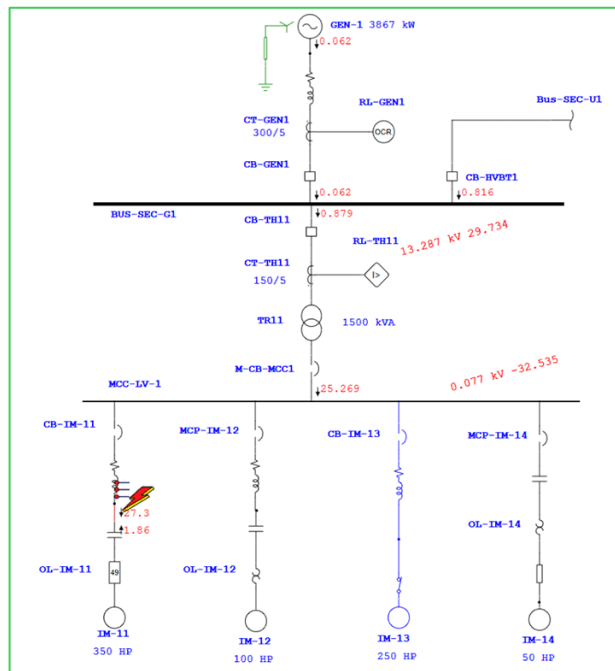 GEN-1 3867 kW
0.062
RL-GEN1
Bus-SEC-U1
CT-GEN1
300/5
OCR
CB-GEN1
CB-HVBT1
0.062
0.816
BUS-SEC-G1
0.879
CB-TH11
RL-TH11
13.287 kV 29.734
CT-TH11
150/5
I>
TR11
1500 kVA
M-CB-MCC1
MCC-LV-1
25.269
0.077 kV -32.535
CB-IM-11
MCP-IM-12
CB-IM-13
MCP-IM-14
27.3
1.86
OL-IM-14
OL-IM-11
49
OL-IM-12
IM-11
IM-12
IM-13
IM-14
350 HP
100 HP
250 HP
50 HP